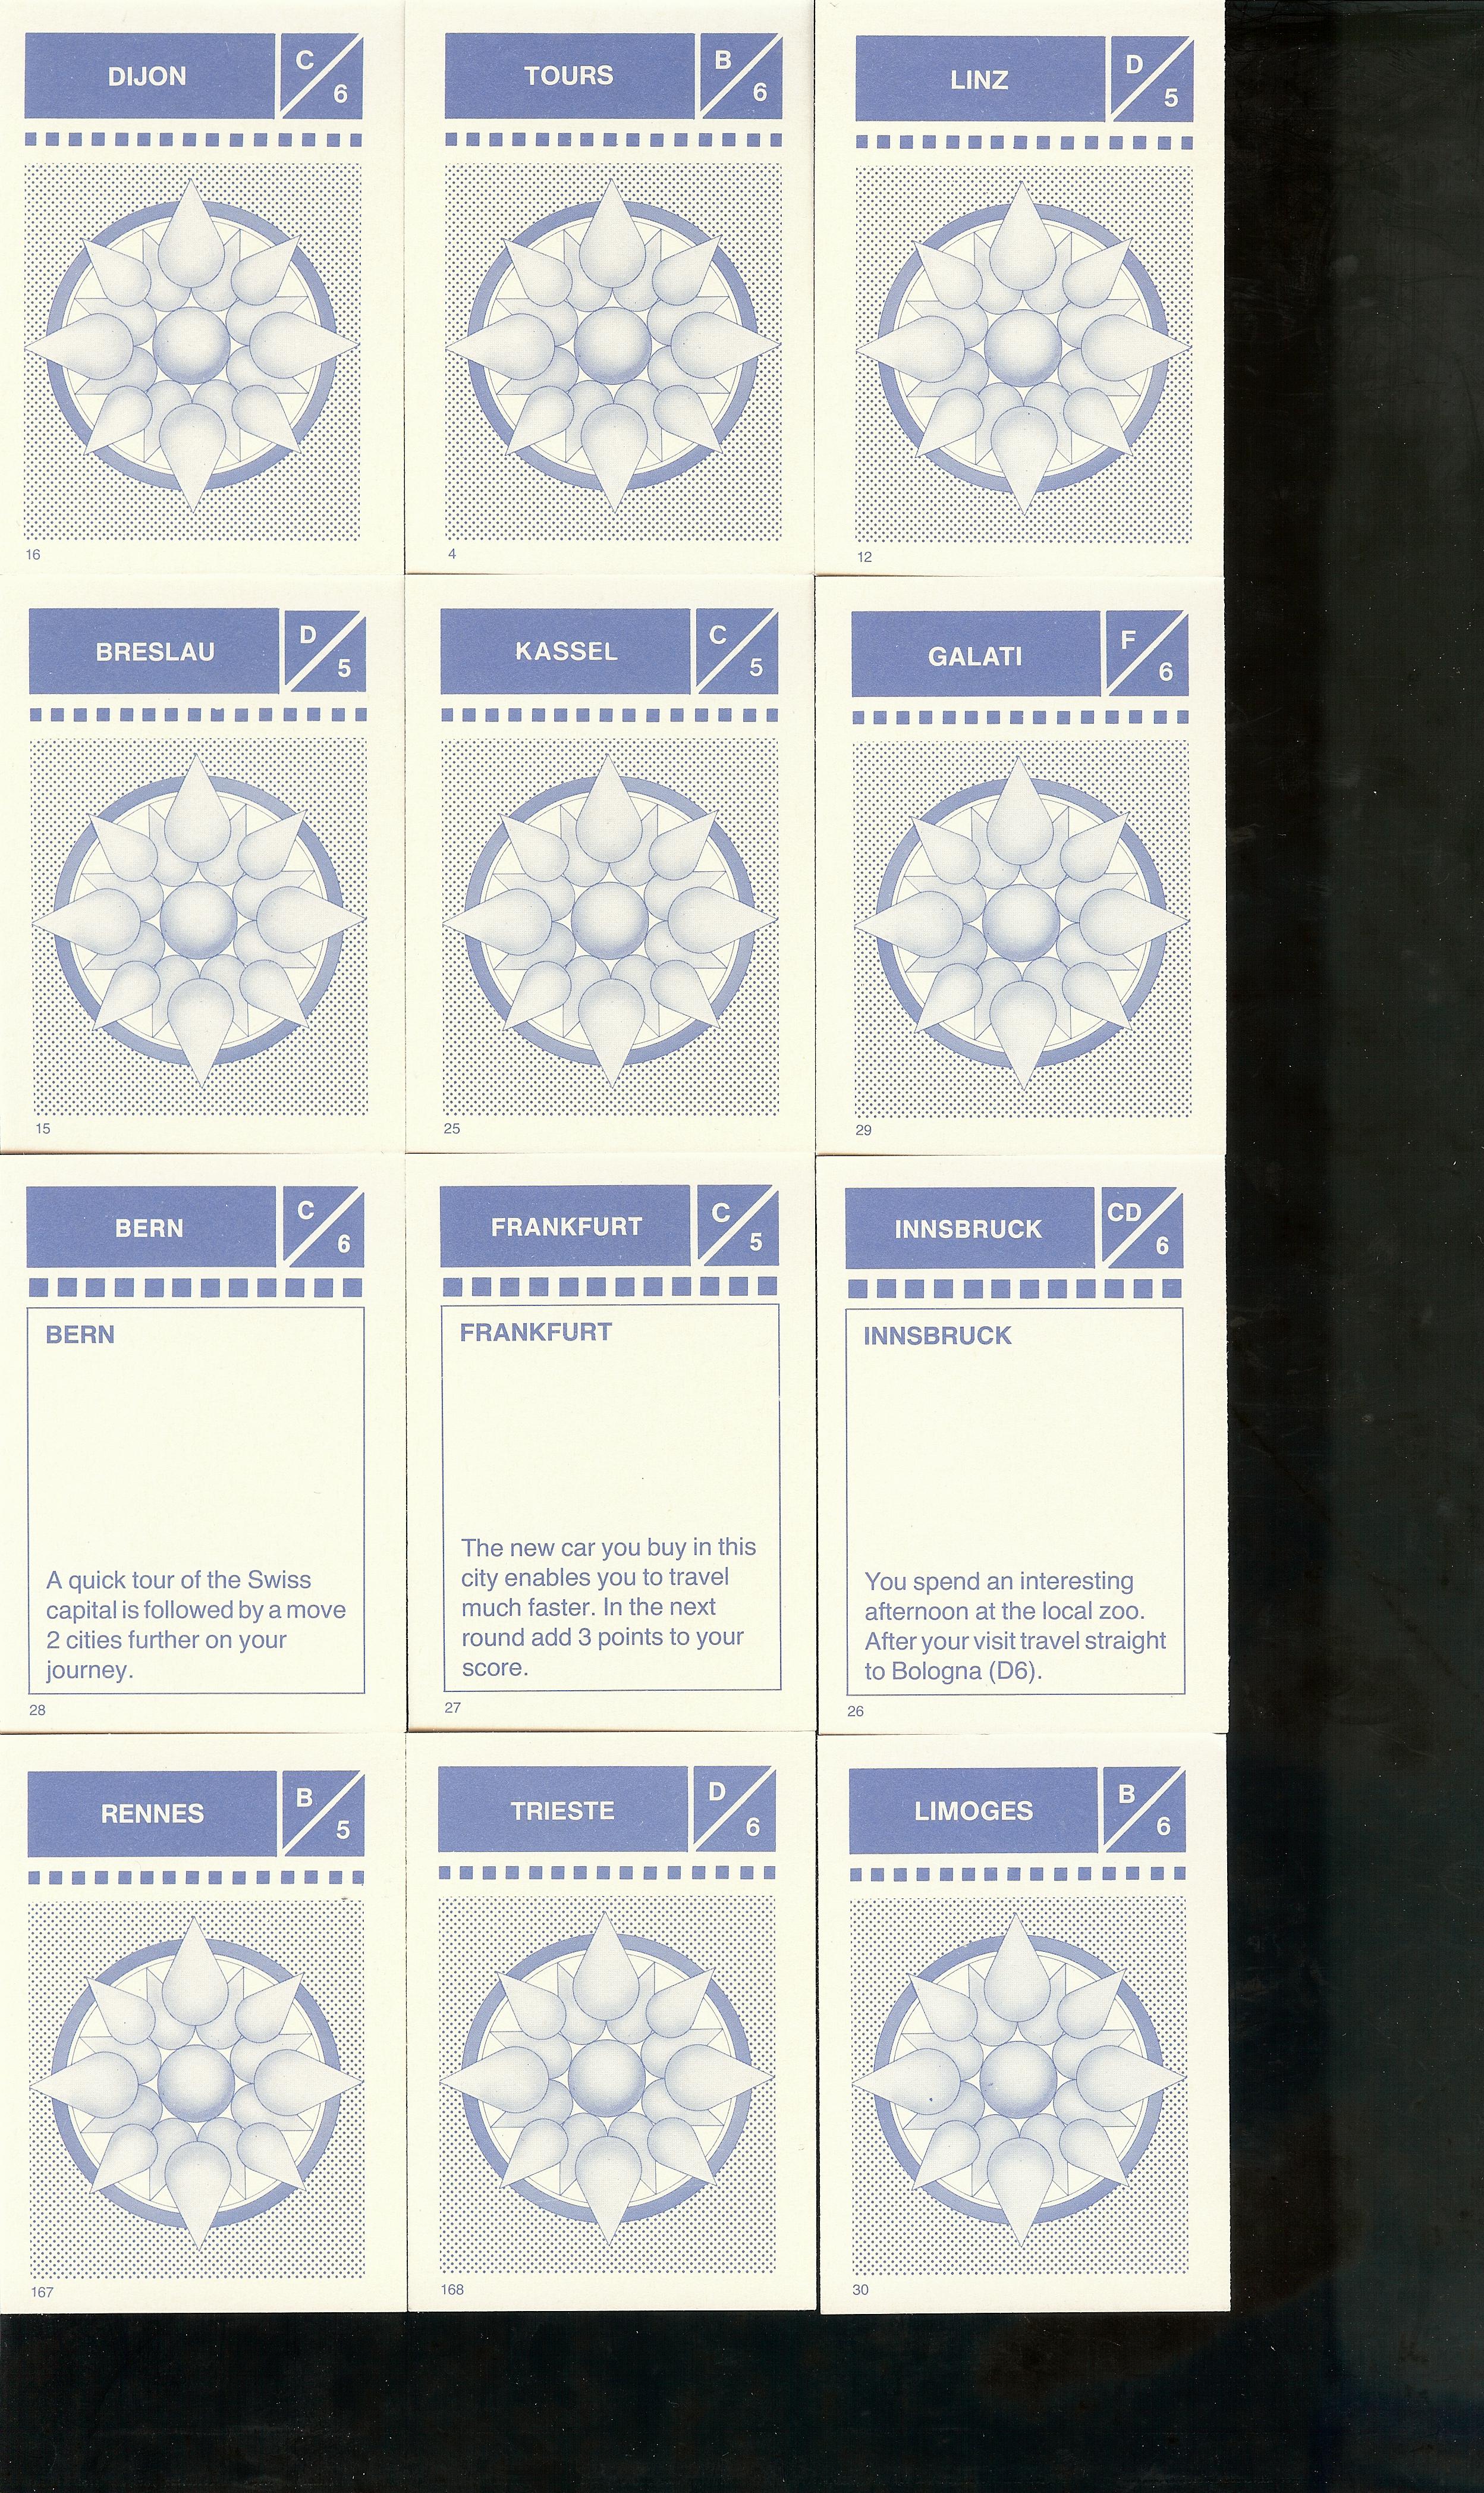 DIJON
C
6
16
TOURS
B
6
4
LINZ
D
5
12
BRESLAU
D
5
15
KASSEL
C
5
25
GALATI
F
6
29
BERN
C
6
BERN
A quick tour of the Swiss
capital is followed by a move
2 cities further on your
journey.
28
FRANKFURT
C
5
FRANKFURT
The new car you buy in this
city enables you to travel
much faster. In the next
round add 3 points to your
score.
27
INNSBRUCK
CD
6
INNSBRUCK
You spend an interesting
afternoon at the local zoo.
After your visit travel straight
to Bologna (D6).
26
RENNES
B
5
167
TRIESTE
D
6
168
LIMOGES
B
6
30